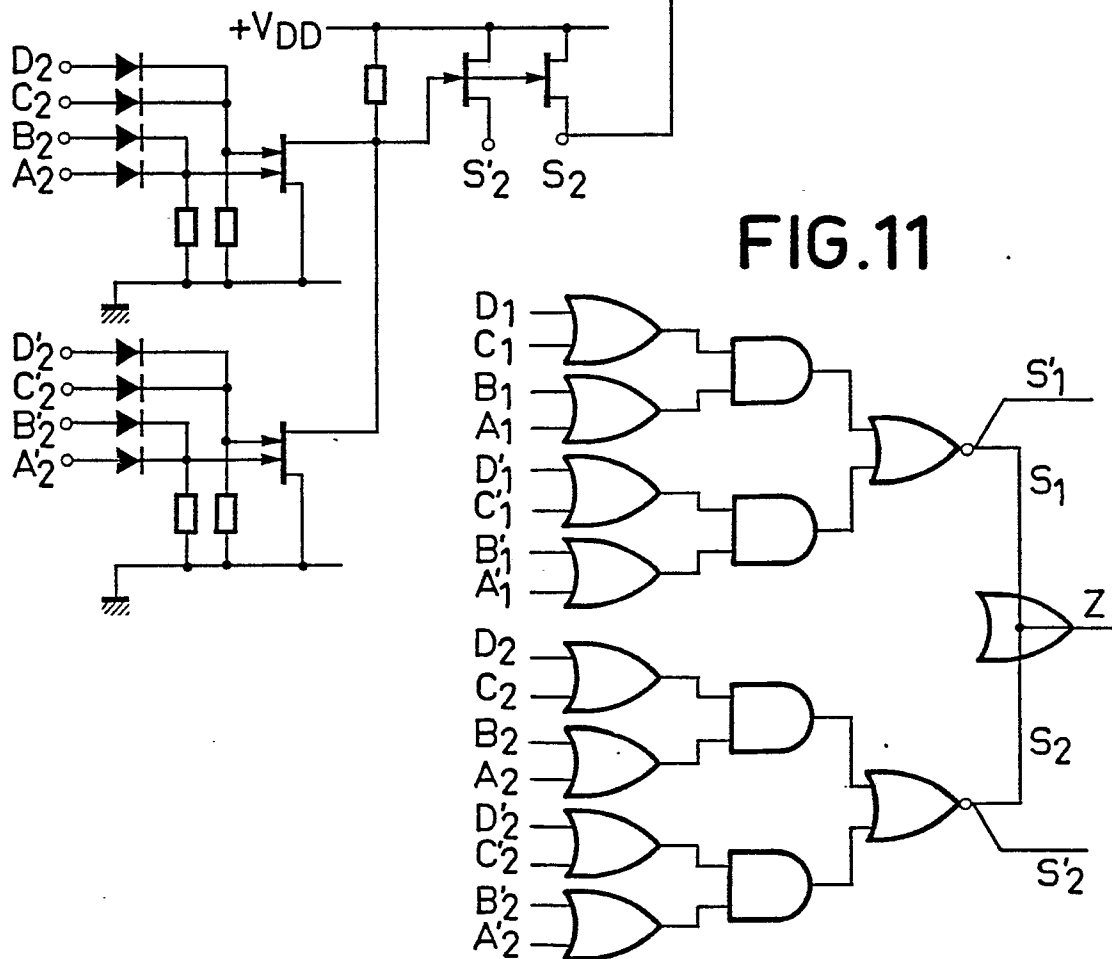 +VDD
D2
C2
B2
A2
S'2 S2
D'2
C'2
B'2
A'2
FIG.11
D1
C1
B1
A1
D'1
C'1
B'1
A'1
D2
C2
B2
A2
D'2
C'2
B'2
A'2
S'1
S1
Z
S2
S'2